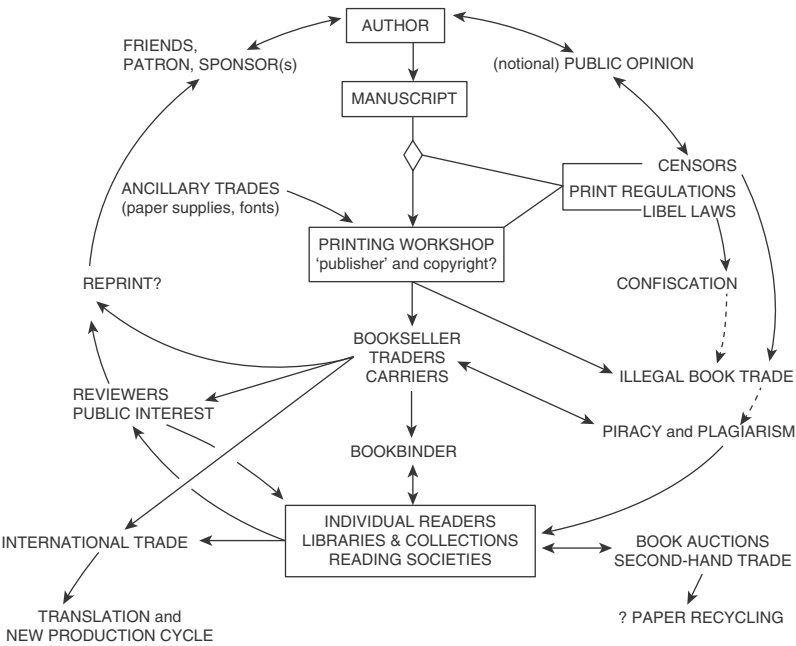 AUTHOR
FRIENDS,
PATRON, SPONSOR(s)
(notional) PUBLIC OPINION
MANUSCRIPT
CENSORS
PRINT REGULATIONS
LIBEL LAWS
ANCILLARY TRADES
(paper supplies, fonts)
PRINTING WORKSHOP
‘publisher’ and copyright?
REPRINT?
CONFISCATION
BOOKSELLER
TRADERS
CARRIERS
ILLEGAL BOOK TRADE
REVIEWERS
PUBLIC INTEREST
PIRACY and PLAGIARISM
BOOKBINDER
INDIVIDUAL READERS
LIBRARIES & COLLECTIONS
READING SOCIETIES
INTERNATIONAL TRADE
BOOK AUCTIONS
SECOND-HAND TRADE
TRANSLATION and
NEW PRODUCTION CYCLE
? PAPER RECYCLING